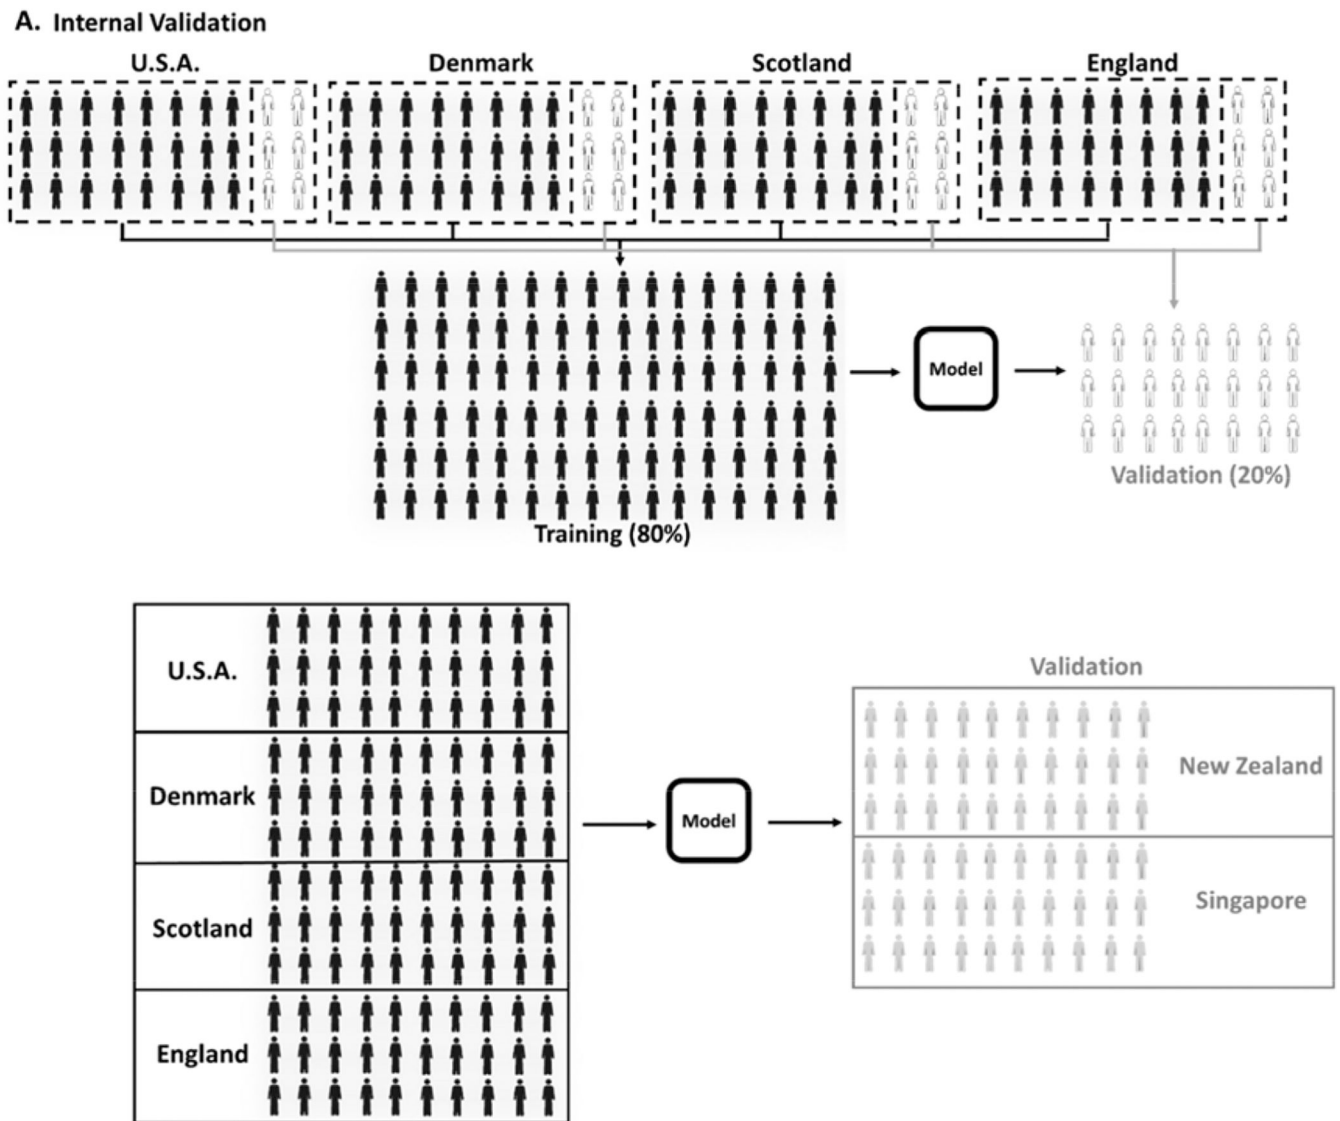 A. Internal Validation
U.S.A.
Denmark
Scotland
England
Model
Validation (20%)
Training (80%)
U.S.A.
Denmark
Scotland
England
Model
Validation
New Zealand
Singapore